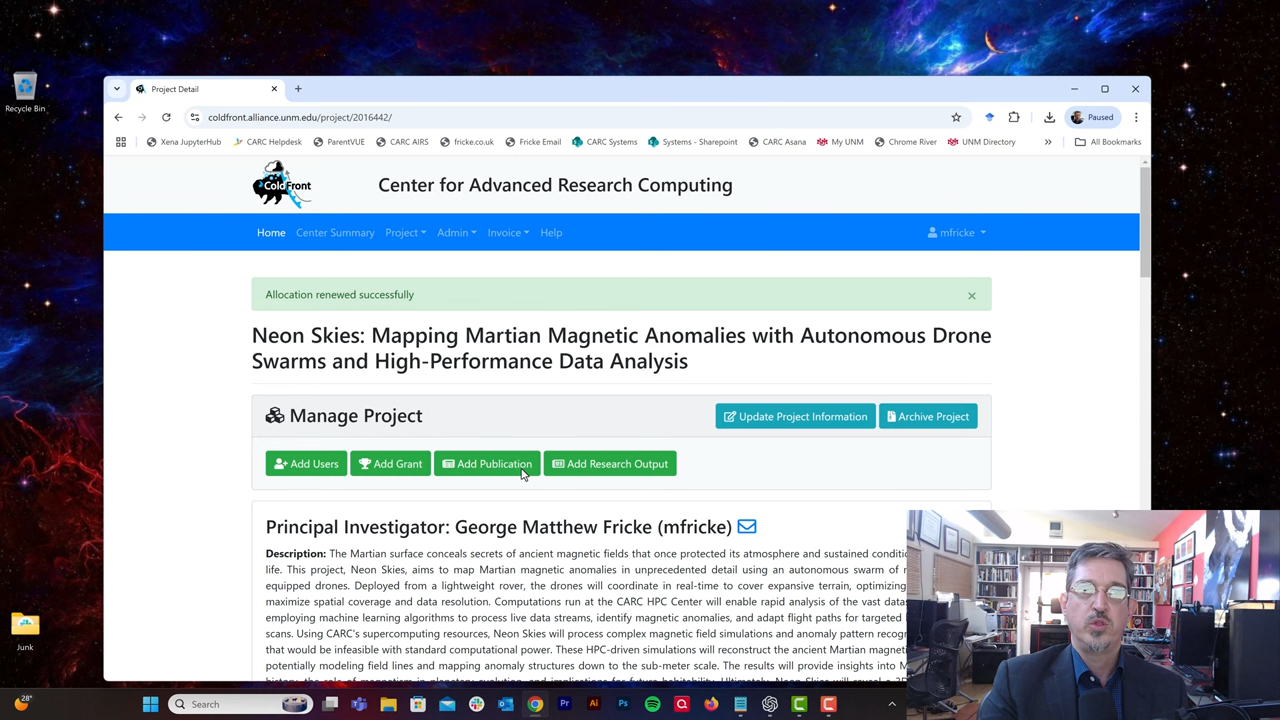 Recycle Bin
Junk
28°
Project Detail
coldfront.alliance.unm.edu/project/2016442/
Paused
Xena JupyterHub
CARC Helpdesk
ParentVUE
CARC AIRS
fricke.co.uk
Fricke Email
CARC Systems
Systems - Sharepoint
CARC Asana
My UNM
Chrome River
UNM Directory
All Bookmarks
ColdFront
Center for Advanced Research Computing
Home
Center Summary
Project
Admin
Invoice
Help
mfricke
Allocation renewed successfully
Neon Skies: Mapping Martian Magnetic Anomalies with Autonomous Drone
Swarms and High-Performance Data Analysis
Manage Project
Update Project Information
Archive Project
Add Users
Add Grant
Add Publication
Add Research Output
Principal Investigator: George Matthew Fricke (mfricke)
Description: The Martian surface conceals secrets of ancient magnetic fields that once protected its atmosphere and sustained conditio
life. This project, Neon Skies, aims to map Martian magnetic anomalies in unprecedented detail using an autonomous swarm of r
equipped drones. Deployed from a lightweight rover, the drones will coordinate in real-time to cover expansive terrain, optimizing
maximize spatial coverage and data resolution. Computations run at the CARC HPC Center will enable rapid analysis of the vast datas
employing machine learning algorithms to process live data streams, identify magnetic anomalies, and adapt flight paths for targeted
scans. Using CARC's supercomputing resources, Neon Skies will process complex magnetic field simulations and anomaly pattern recogn
that would be infeasible with standard computational power. These HPC-driven simulations will reconstruct the ancient Martian magneti
potentially modeling field lines and mapping anomaly structures down to the sub-meter scale. The results will provide insights into M
Search
Pr
Ai
Ps